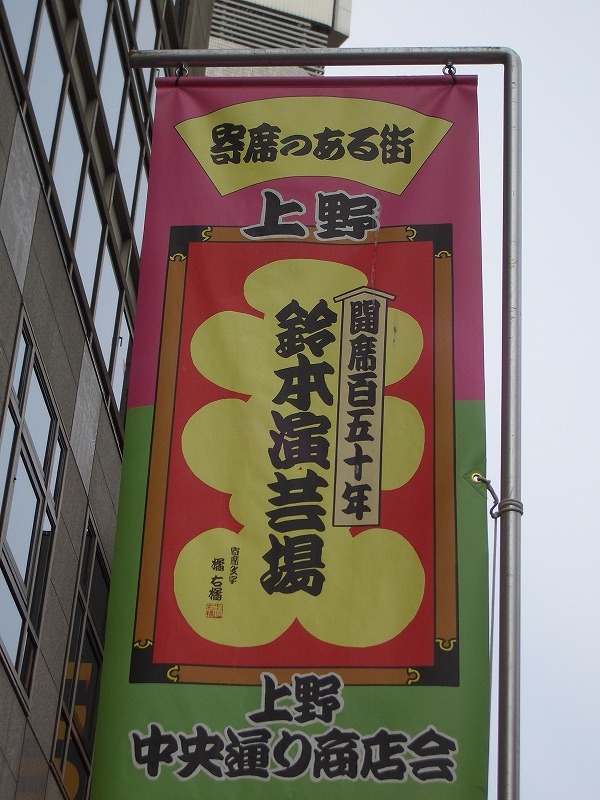 寄席のある街
上野
開席百五十年
鈴本演芸場
寄席文字
橘右橘
上野
中央通り商店会